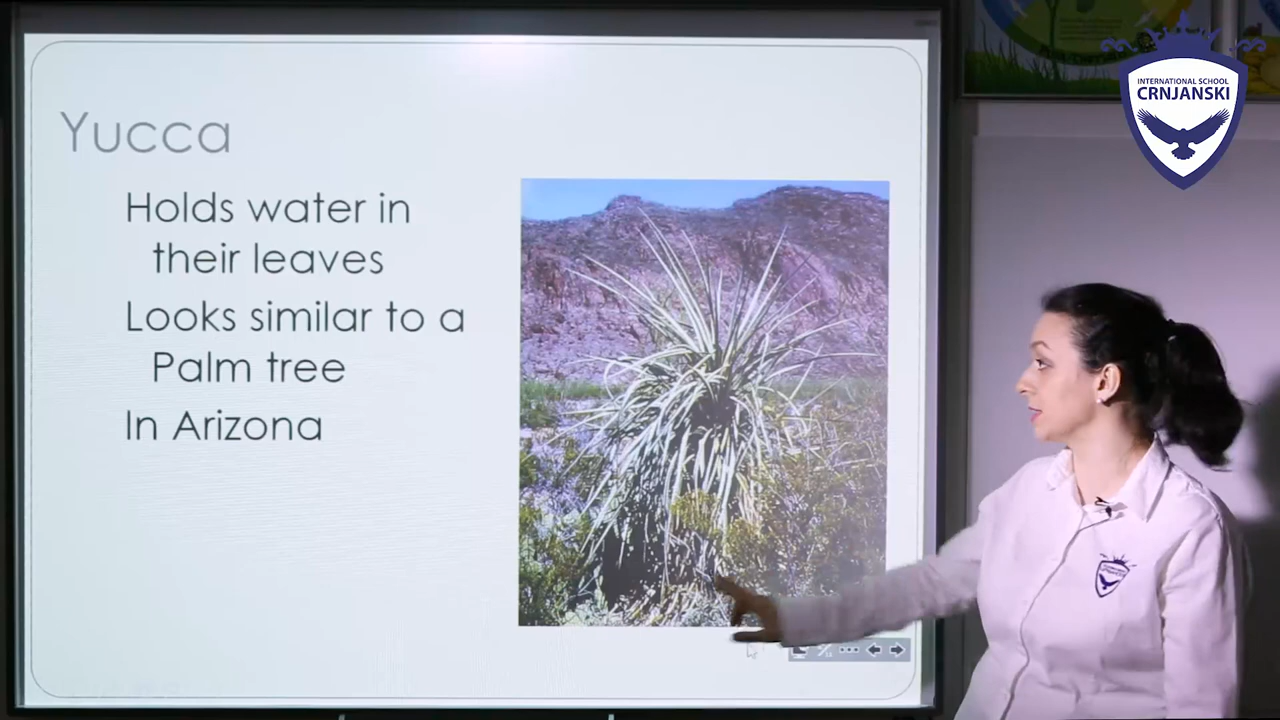 Yucca
Holds water in
their leaves
Looks similar to a
Palm tree
In Arizona
INTERNATIONAL SCHOOL
CRNJANSKI